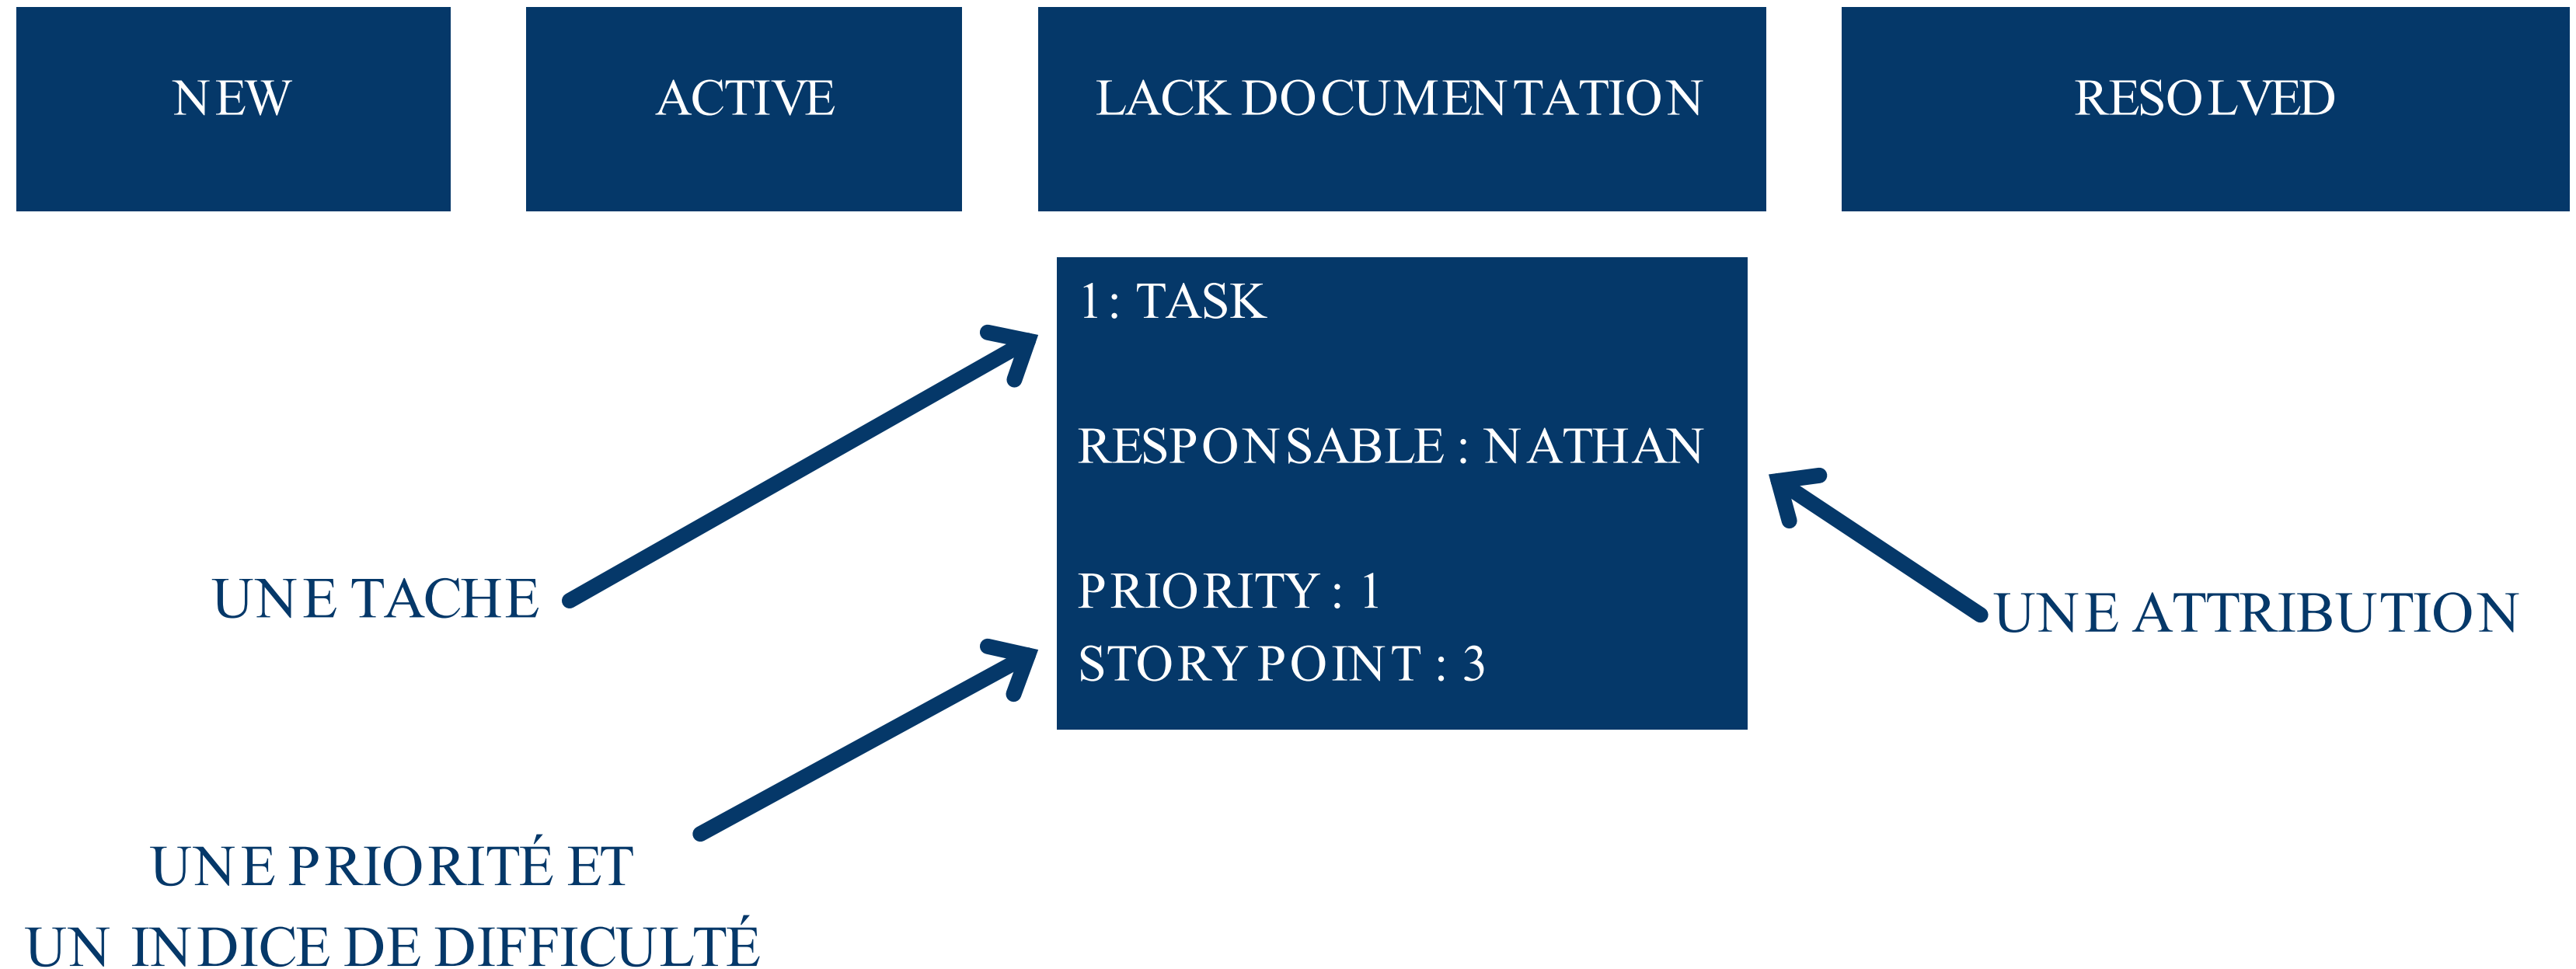 NEW
ACTIVE
LACK DOCUMENTATION
RESOLVED
1: TASK
RESPONSABLE : NATHAN
PRIORITY : 1
STORY POINT : 3
UNE TACHE
UNE ATTRIBUTION
UNE PRIORITÉ ET
UN INDICE DE DIFFICULTÉ